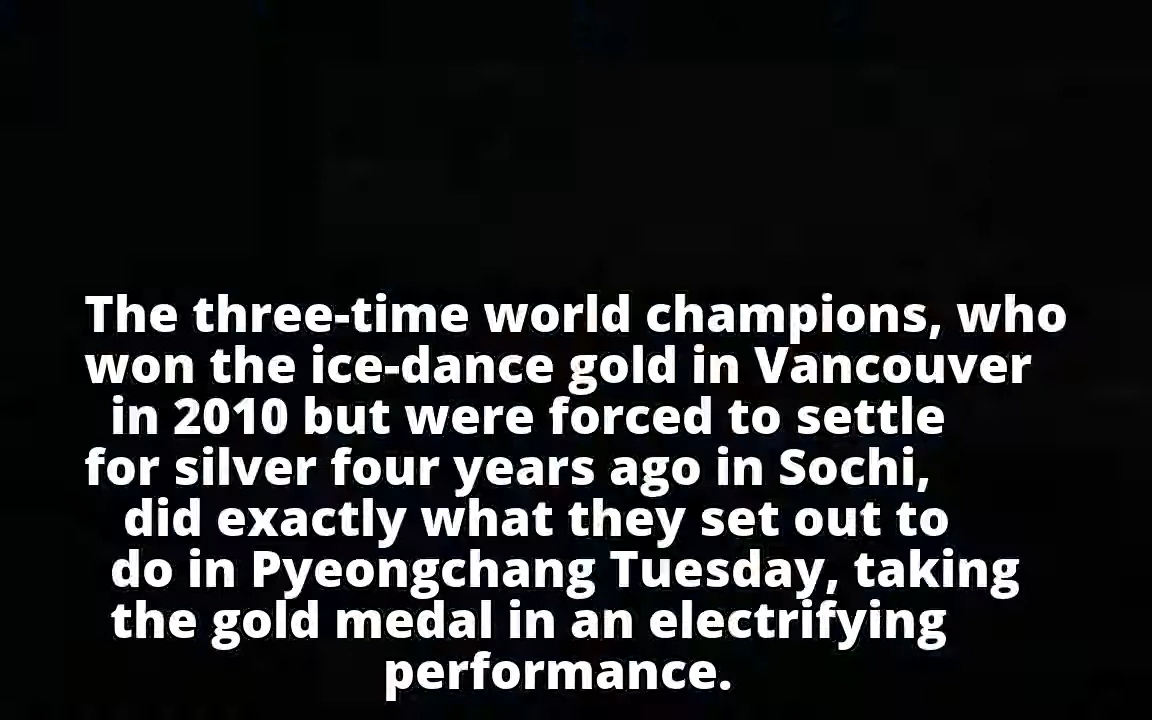 The three-time world champions, who
won the ice-dance gold in Vancouver
in 2010 but were forced to settle
for silver four years ago in Sochi,
did exactly what they set out to
do in Pyeongchang Tuesday, taking
the gold medal in an electrifying
performance.